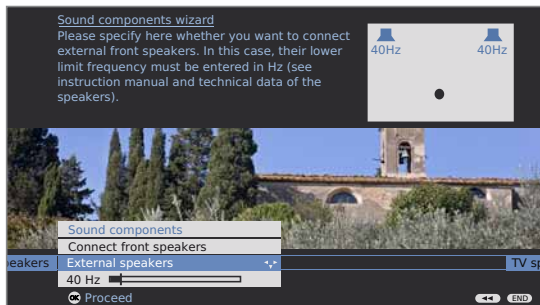 Sound components wizard
Please specify here whether you want to connect
external front speakers. In this case, their lower
limit frequency must be entered in Hz (see
instruction manual and technical data of the
speakers).
40Hz 40Hz
Sound components
Connect front speakers
eakers External speakers TV sp
40 Hz
OK Proceed END